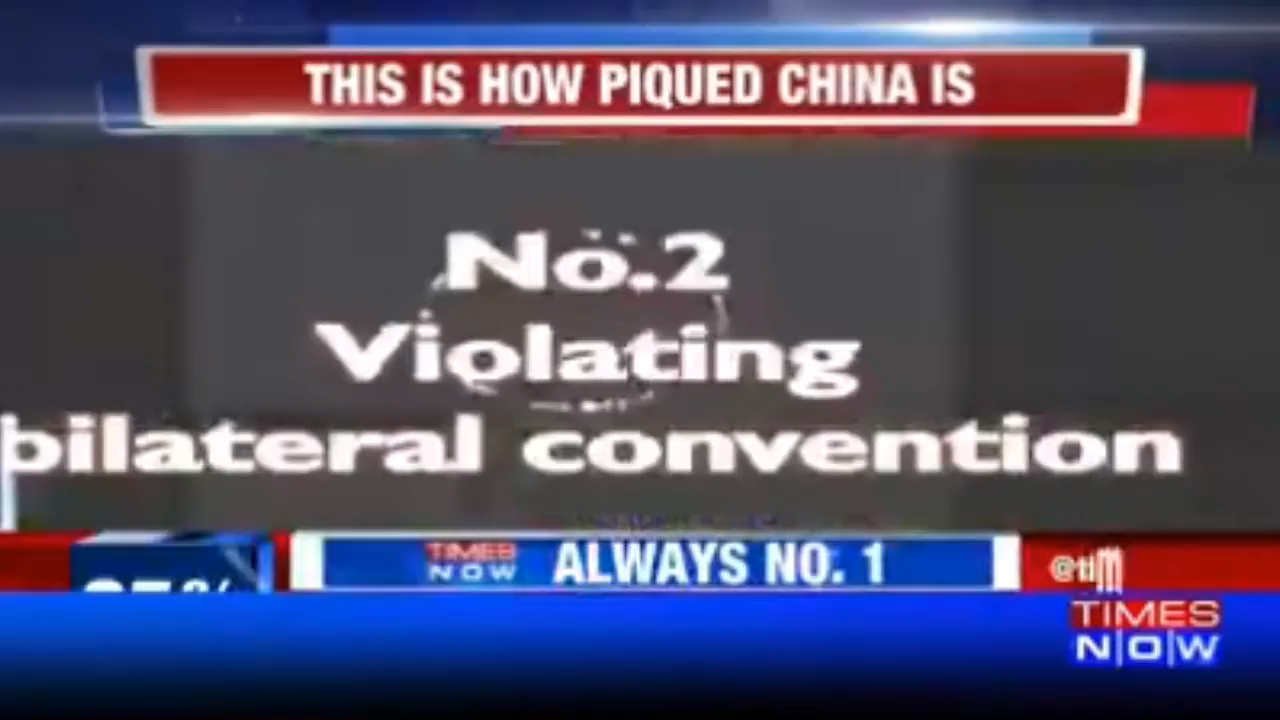 THIS IS HOW PIQUED CHINA IS
No.2
Violating
bilateral convention
TIMES NOW ALWAYS NO. 1
TIMES
NOW